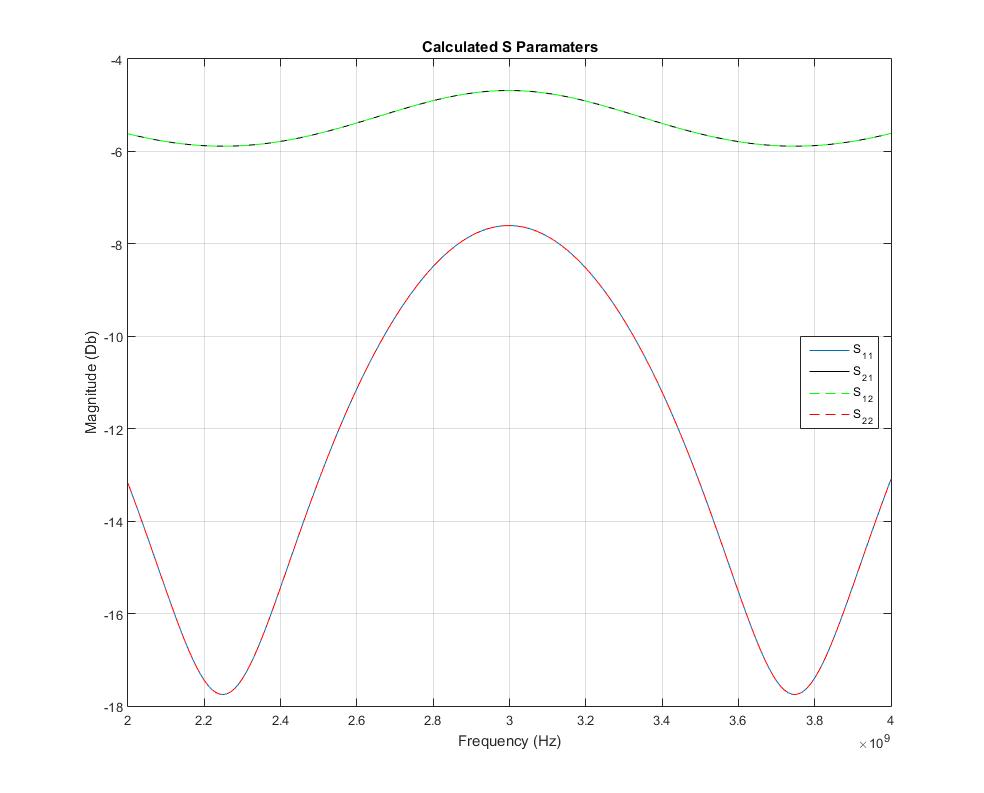 Calculated S Paramaters
-4
-6
-8
-10
-12
-14
-16
-18
Magnitude (Db)
S11
S21
S12
S22
2
2.2
2.4
2.6
2.8
3
3.2
3.4
3.6
3.8
4
Frequency (Hz)
×10^9